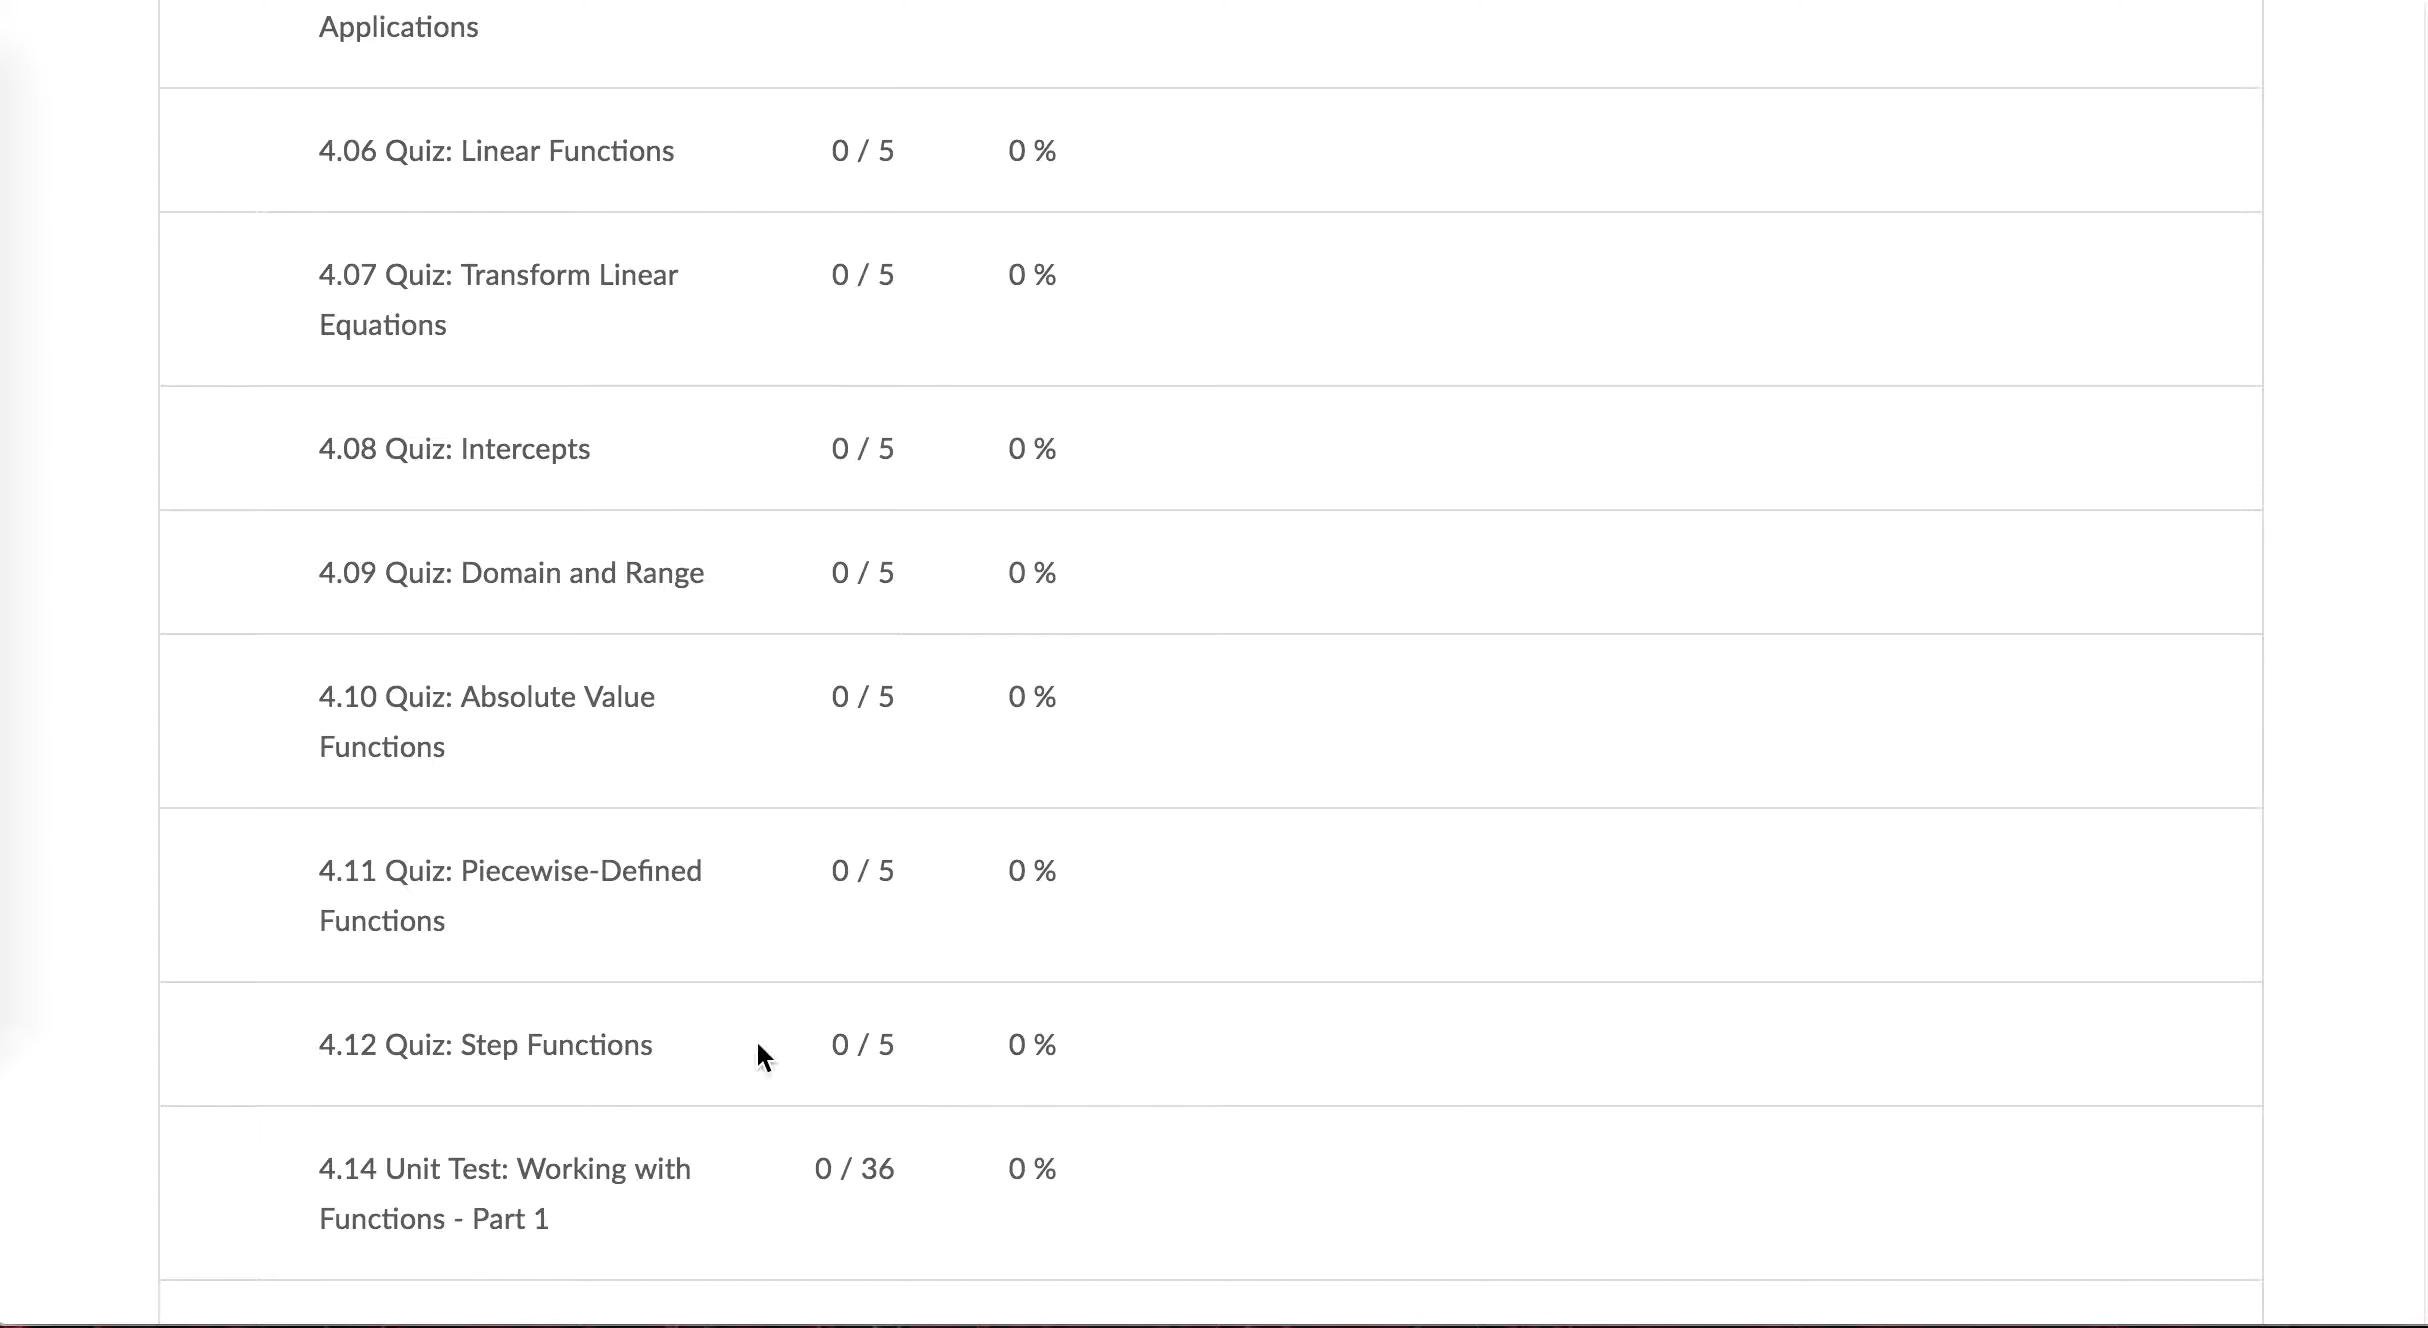 Applications
4.06 Quiz: Linear Functions 0 / 5 0 %
4.07 Quiz: Transform Linear 0 / 5 0 %
Equations
4.08 Quiz: Intercepts 0 / 5 0 %
4.09 Quiz: Domain and Range 0 / 5 0 %
4.10 Quiz: Absolute Value 0 / 5 0 %
Functions
4.11 Quiz: Piecewise-Defined 0 / 5 0 %
Functions
4.12 Quiz: Step Functions 0 / 5 0 %
4.14 Unit Test: Working with 0 / 36 0 %
Functions - Part 1